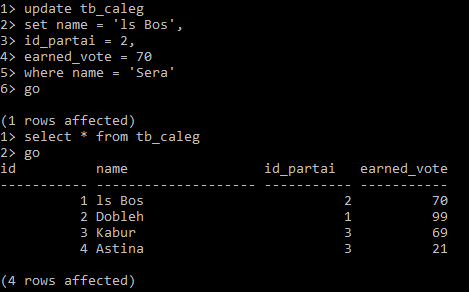 1> update tb_caleg
2> set name = 'ls Bos',
3> id_partai = 2,
4> earned_vote = 70
5> where name = 'Sera'
6> go

(1 rows affected)
1> select * from tb_caleg
2> go
id          name                 id_partai   earned_vote
----------- -------------------- ----------- -----------
          1 ls Bos                         2          70
          2 Dobleh                         1          99
          3 Kabur                          3          69
          4 Astina                         3          21

(4 rows affected)